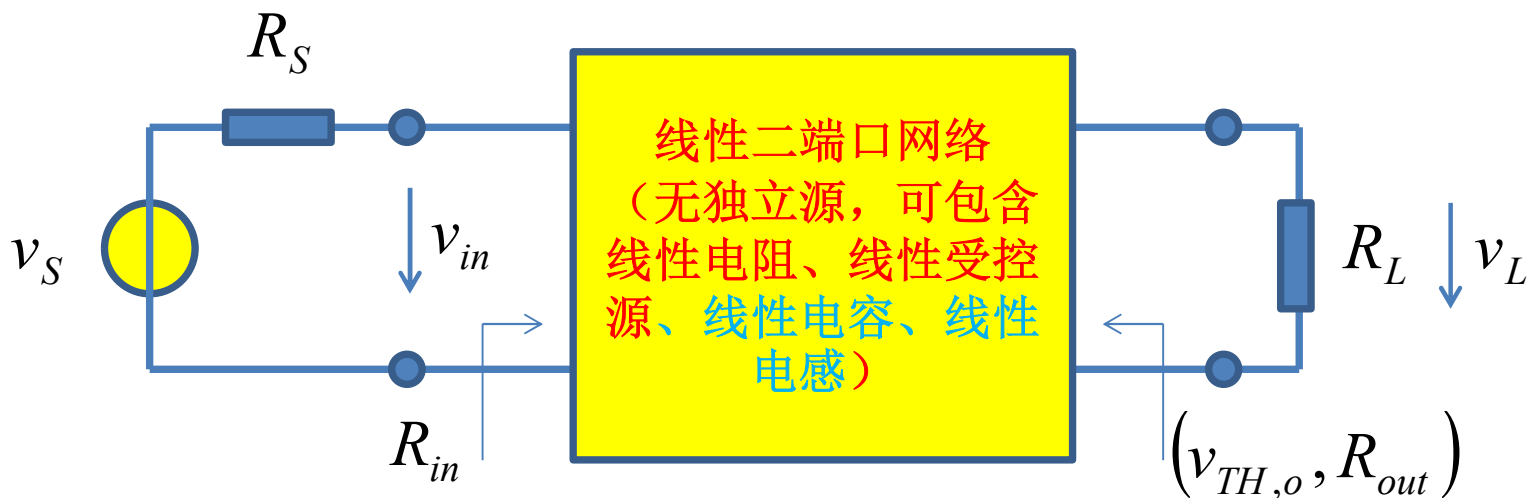 R_S
线性二端口网络
（无独立源，可包含
线性电阻、线性受控
源、线性电容、线性
电感）
v_S
v_in
R_L
v_L
R_in
(v_TH,o, R_out)